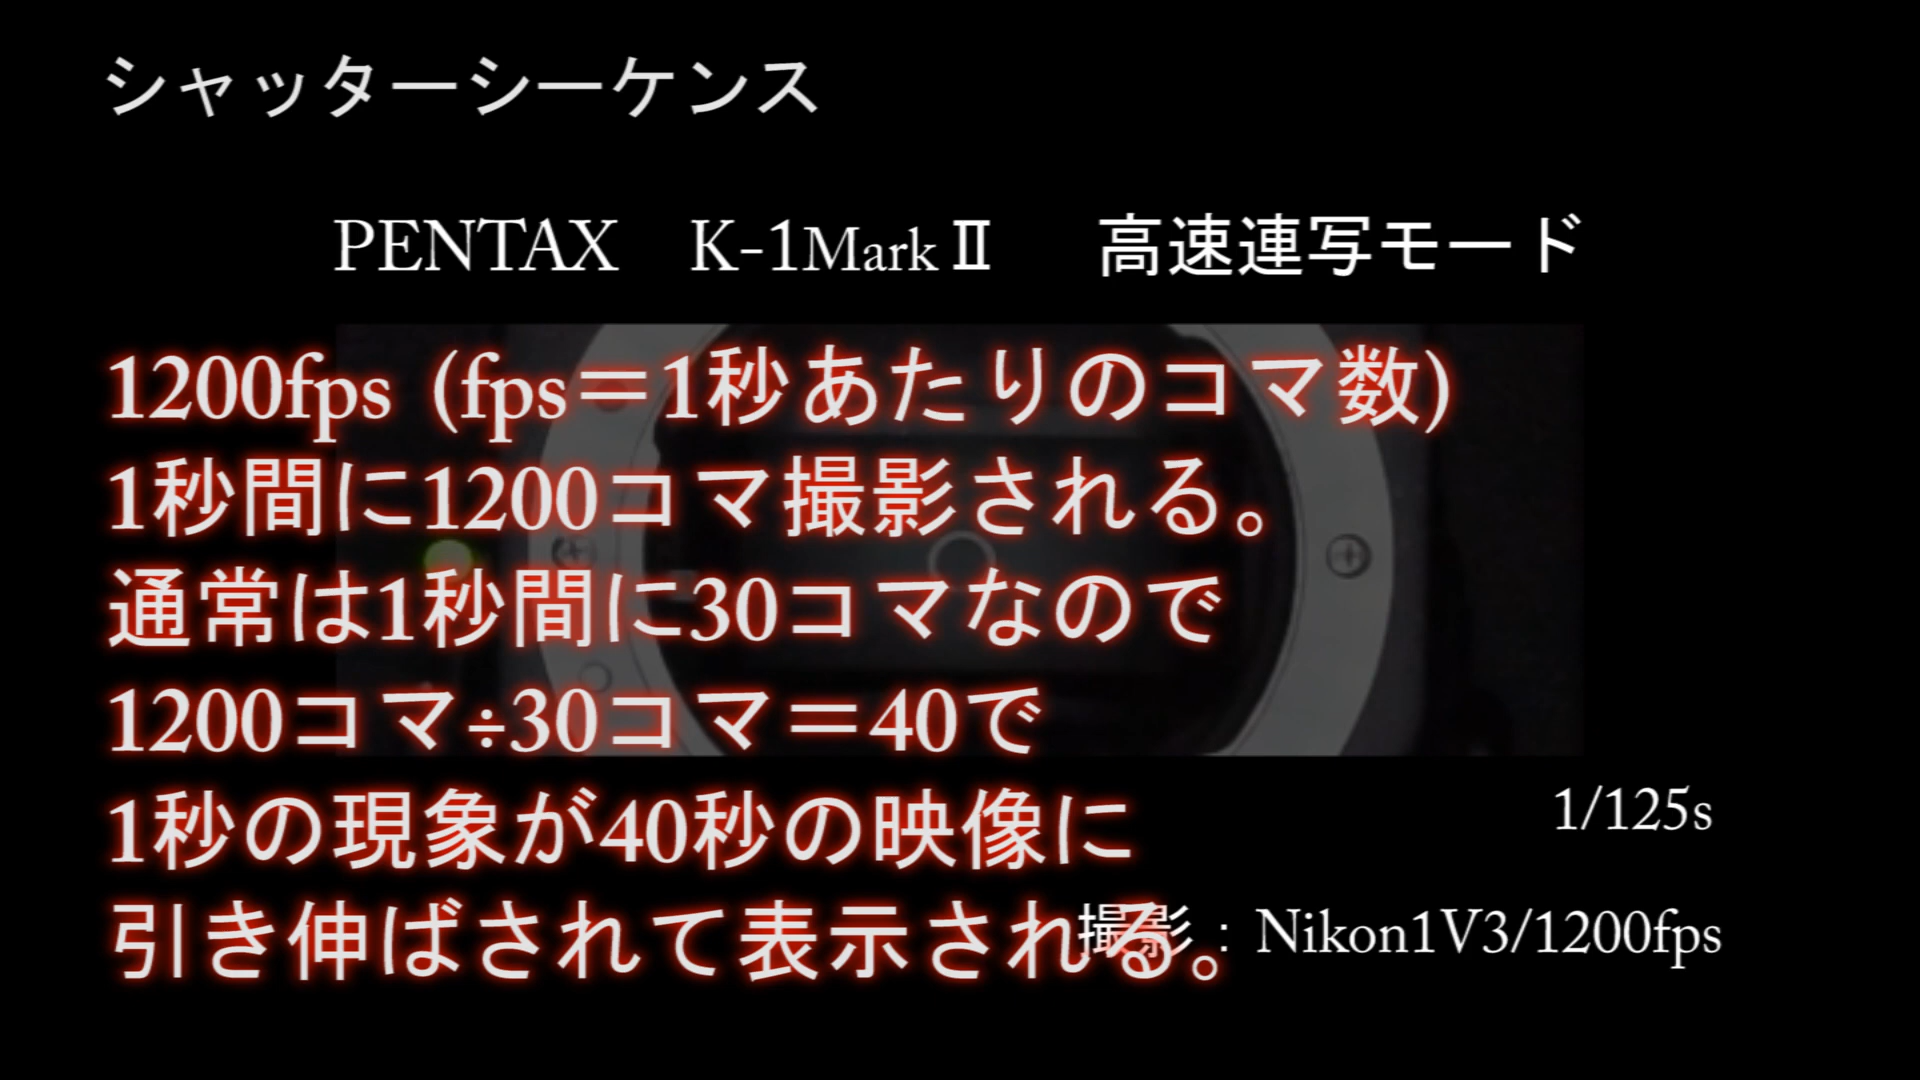 シャッターシーケンス
PENTAX　K-1MarkⅡ　高速連写モード
1200fps (fps＝1秒あたりのコマ数)
1秒間に1200コマ撮影される。
通常は1秒間に30コマなので
1200コマ÷30コマ＝40で
1秒の現象が40秒の映像に
引き伸ばされて表示される。
1/125s
撮影：Nikon1V3/1200fps